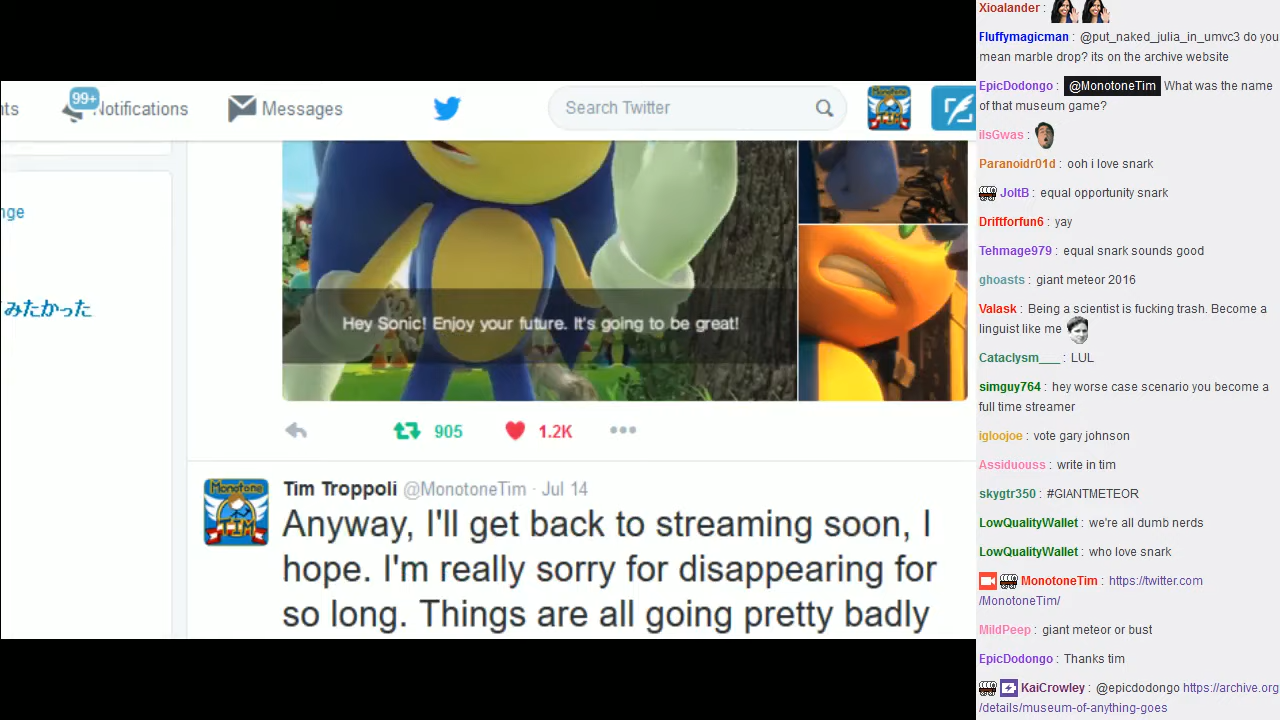 nts
99+
Notifications
Messages
Search Twitter
nge
みたかった
Hey Sonic! Enjoy your future. It's going to be great!
905
1.2K
Monotone
TIM
Tim Troppoli @MonotoneTim · Jul 14
Anyway, I'll get back to streaming soon, I
hope. I'm really sorry for disappearing for
so long. Things are all going pretty badly
Xioalander :
Fluffymagicman : @put_naked_julia_in_umvc3 do you
mean marble drop? its on the archive website
EpicDodongo : @MonotoneTim What was the name
of that museum game?
iIsGwas :
Paranoidr01d : ooh i love snark
JoltB : equal opportunity snark
Driftforfun6 : yay
Tehmage979 : equal snark sounds good
ghoasts : giant meteor 2016
Valask : Being a scientist is fucking trash. Become a
linguist like me
Cataclysm___ : LUL
simguy764 : hey worse case scenario you become a
full time streamer
igloojoe : vote gary johnson
Assiduouss : write in tim
skygtr350 : #GIANTMETEOR
LowQualityWallet : we're all dumb nerds
LowQualityWallet : who love snark
MonotoneTim : https://twitter.com
/MonotoneTim/
MildPeep : giant meteor or bust
EpicDodongo : Thanks tim
KaiCrowley : @epicdodongo https://archive.org
/details/museum-of-anything-goes